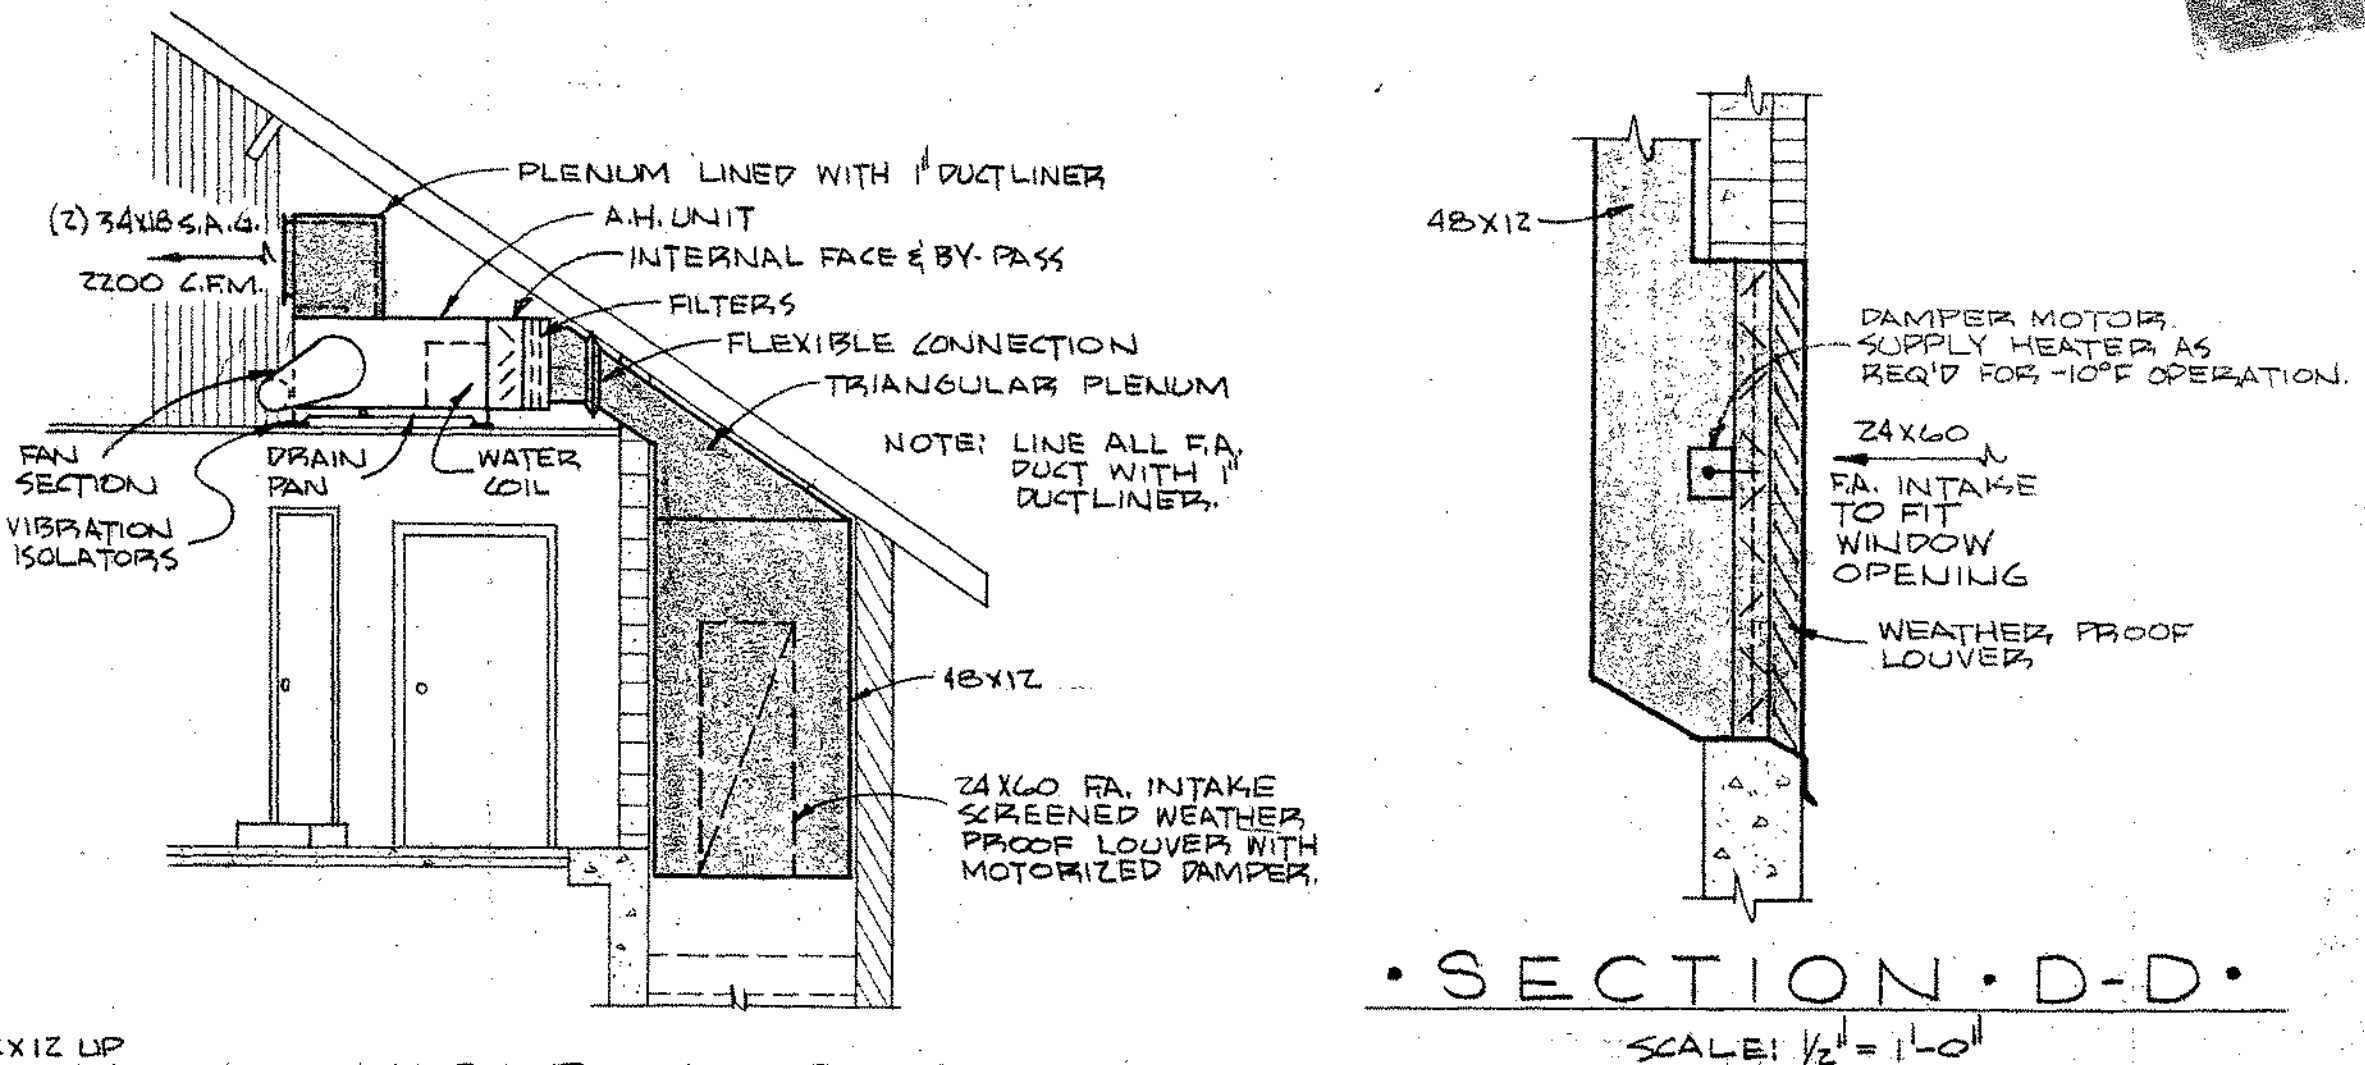 PLENUM LINED WITH 1" DUCTLINER
(2) 34X18 S.A.G.
2200 C.F.M.
A.H. UNIT
INTERNAL FACE & BY-PASS
FILTERS
FLEXIBLE CONNECTION
TRIANGULAR PLENUM
NOTE: LINE ALL F.A.
DUCT WITH 1"
DUCTLINER.
FAN
SECTION
DRAIN
PAN
WATER
COIL
VIBRATION
ISOLATORS
48X12
24X60 F.A. INTAKE
SCREENED WEATHER
PROOF LOUVER WITH
MOTORIZED DAMPER.
X12 UP
48X12
DAMPER MOTOR.
SUPPLY HEATER AS
REQ'D FOR -10°F OPERATION.
24X60
F.A. INTAKE
TO FIT
WINDOW
OPENING
WEATHER PROOF
LOUVER
• SECTION • D-D •
SCALE: 1/2" = 1'-0"